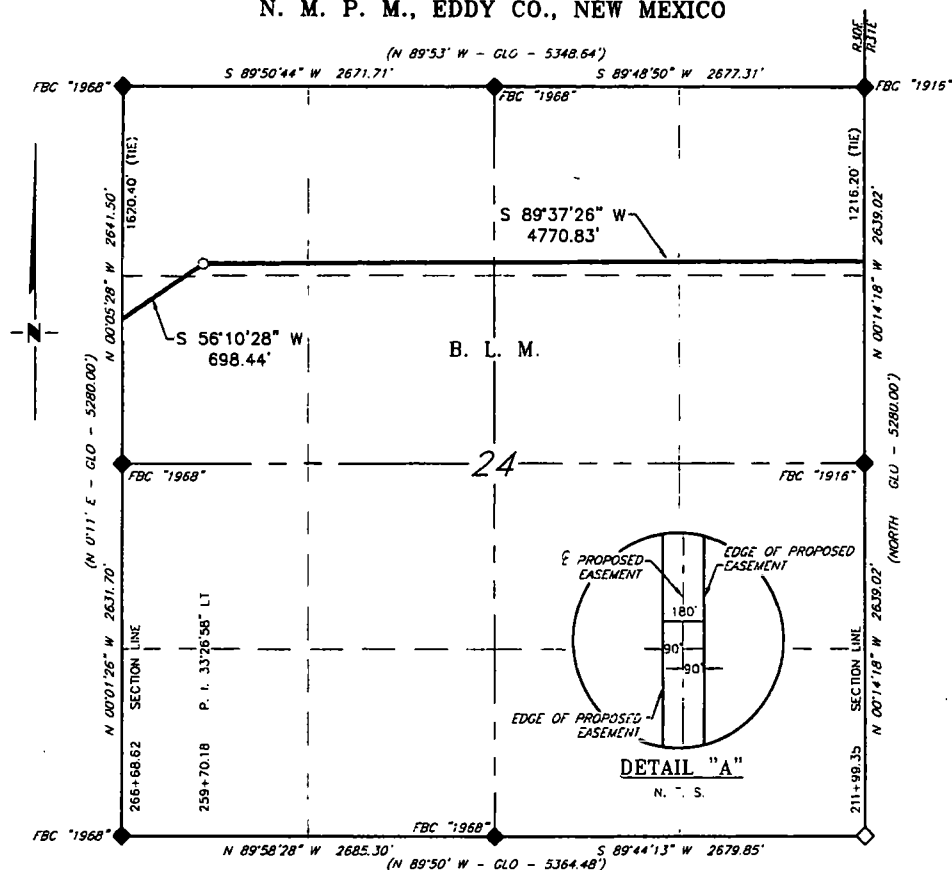 N. M. P. M., EDDY CO., NEW MEXICO
R30E
R31E
(N 89°53' W - GLO - 5348.64')
S 89°50'44" W 2671.71'
S 89°48'50" W 2677.31'
FBC "1968"
FBC "1968"
FBC "1915"
1620.40' (TIE)
N 00°05'28" W 2641.50'
1216.20' (TIE)
N 00°14'18" W 2639.02'
S 89°37'26" W
4770.83'
S 56°10'28" W
698.44'
N
B. L. M.
(N 0°11' E - GLO - 5280.00')
(NORTH GLO - 5280.00')
FBC "1968"
24
FBC "1916"
N 00°01'26" W 2631.70'
266+68.62 SECTION LINE
259+70.18 P. I. 33°26'58" LT
℄ PROPOSED
EASEMENT
EDGE OF PROPOSED
EASEMENT
180'
90'
90'
EDGE OF PROPOSED
EASEMENT
DETAIL "A"
N. T. S.
211+99.35 SECTION LINE
N 00°14'18" W 2639.02'
FBC "1968"
FBC "1968"
N 89°58'28" W 2685.30'
S 89°44'13" W 2679.85'
(N 89°50' W - GLO - 5364.48')